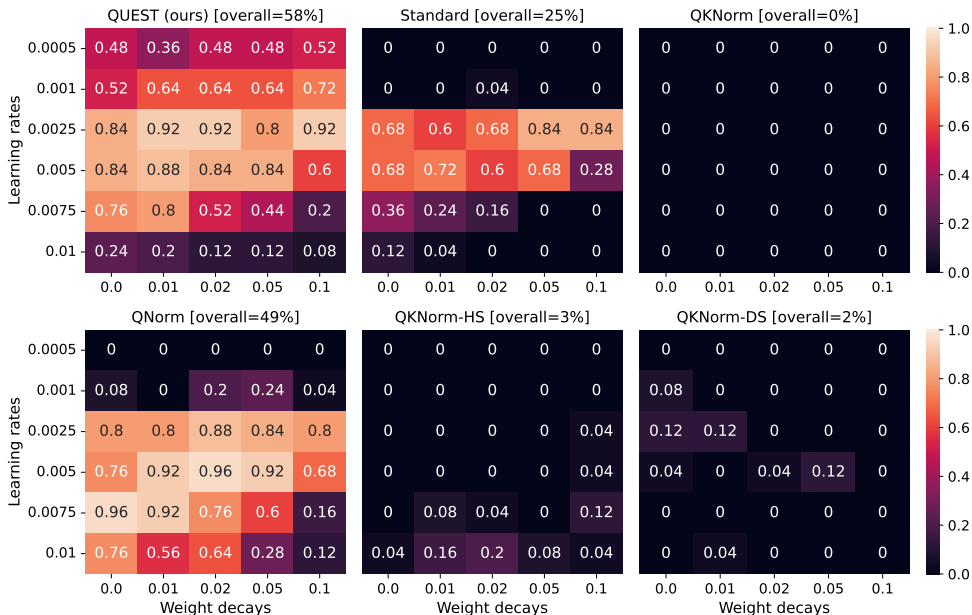 QUEST (ours) [overall=58%]
Standard [overall=25%]
QKNorm [overall=0%]
Learning rates
0.0005 0.48 0.36 0.48 0.48 0.52 0 0 0 0 0 0 0 0 0 0 1.0
0.001 0.52 0.64 0.64 0.64 0.72 0 0 0.04 0 0 0 0 0 0 0 0.8
0.0025 0.84 0.92 0.92 0.8 0.92 0.68 0.6 0.68 0.84 0.84 0 0 0 0 0 0.6
0.005 0.84 0.88 0.84 0.84 0.6 0.68 0.72 0.6 0.68 0.28 0 0 0 0 0 0.4
0.0075 0.76 0.8 0.52 0.44 0.2 0.36 0.24 0.16 0 0 0 0 0 0 0 0.2
0.01 0.24 0.2 0.12 0.12 0.08 0.12 0.04 0 0 0 0 0 0 0 0 0.0
0.0 0.01 0.02 0.05 0.1 0.0 0.01 0.02 0.05 0.1 0.0 0.01 0.02 0.05 0.1
QNorm [overall=49%]
QKNorm-HS [overall=3%]
QKNorm-DS [overall=2%]
Learning rates
0.0005 0 0 0 0 0 0 0 0 0 0 0 0 0 0 0 1.0
0.001 0.08 0 0.2 0.24 0.04 0 0 0 0 0 0.08 0 0 0 0 0.8
0.0025 0.8 0.8 0.88 0.84 0.8 0 0 0 0 0.04 0.12 0.12 0 0 0 0.6
0.005 0.76 0.92 0.96 0.92 0.68 0 0 0 0 0.04 0.04 0 0.04 0.12 0 0.4
0.0075 0.96 0.92 0.76 0.6 0.16 0 0.08 0.04 0 0.12 0 0 0 0 0 0.2
0.01 0.76 0.56 0.64 0.28 0.12 0.04 0.16 0.2 0.08 0.04 0 0.04 0 0 0 0.0
0.0 0.01 0.02 0.05 0.1 0.0 0.01 0.02 0.05 0.1 0.0 0.01 0.02 0.05 0.1
Weight decays
Weight decays
Weight decays